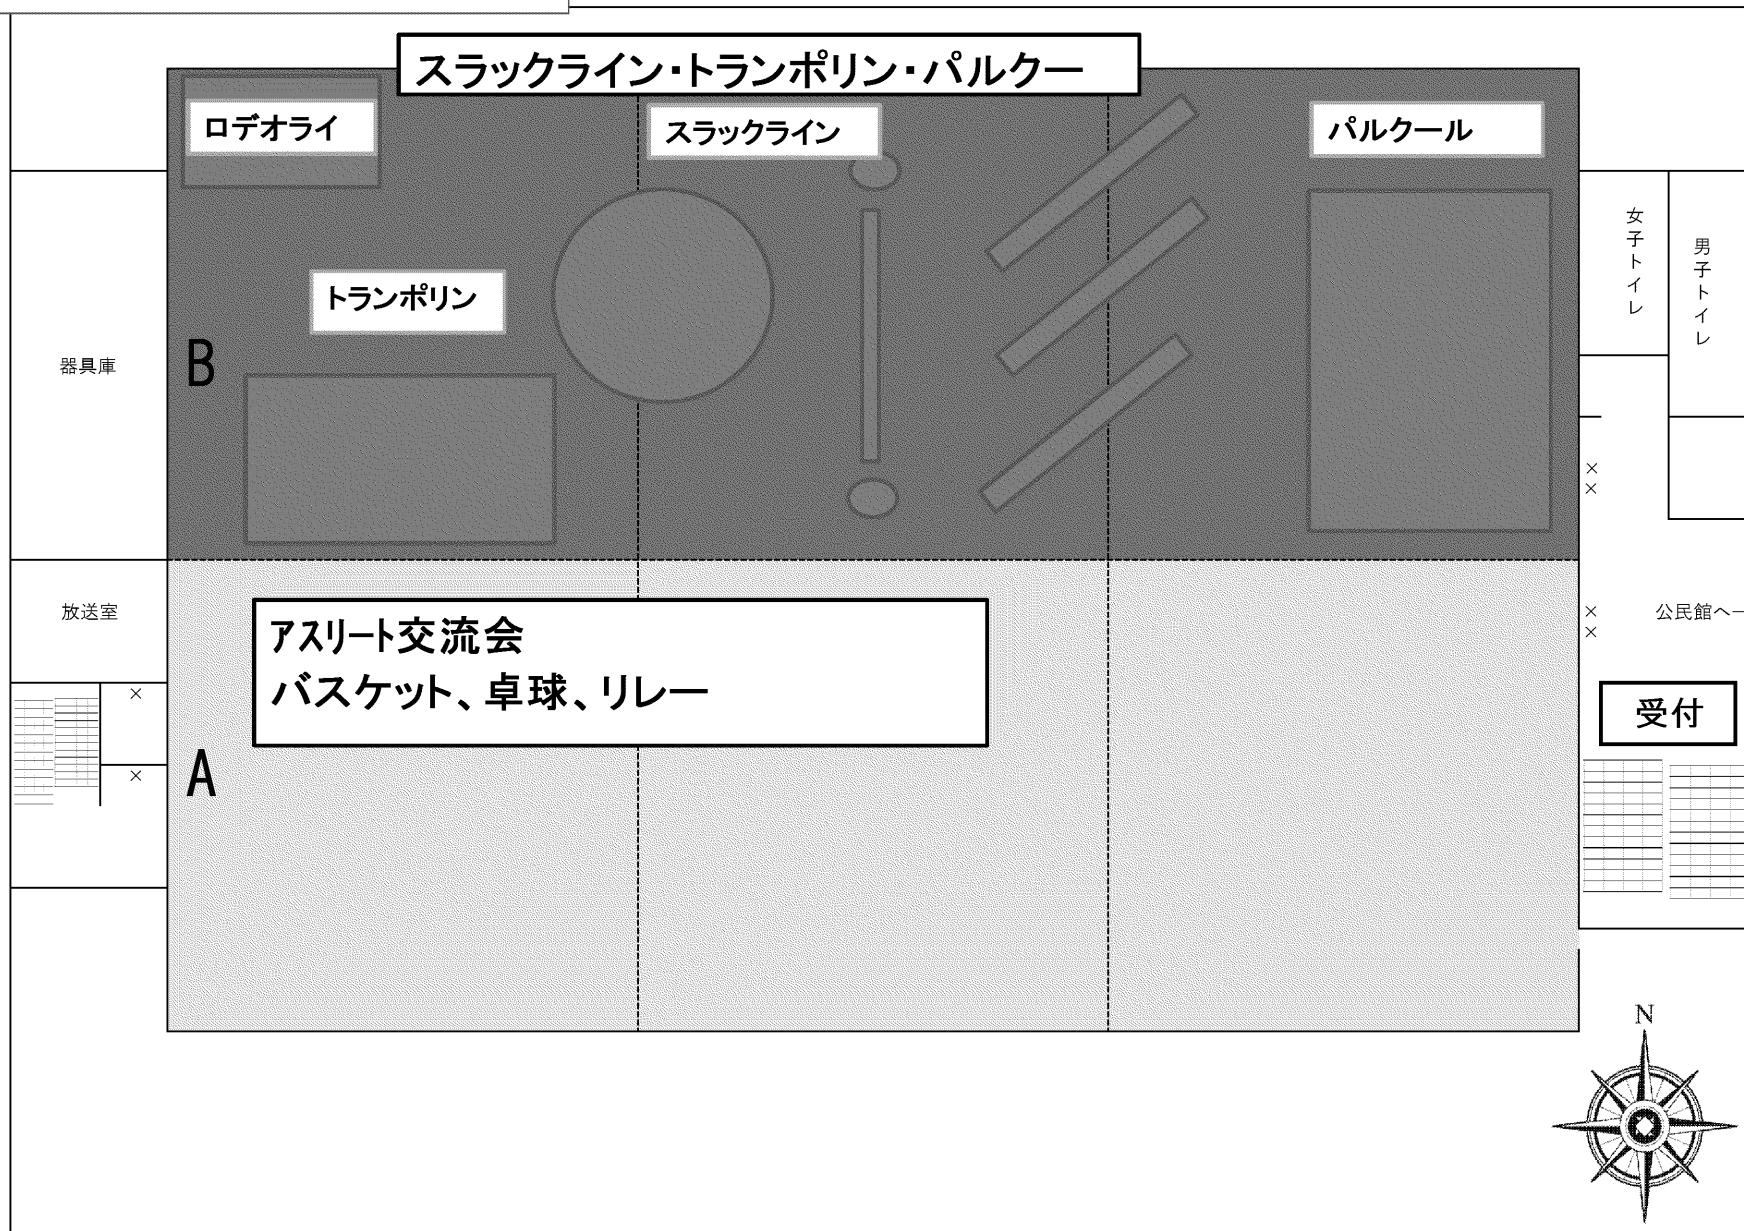 スラックライン・トランポリン・パルクー
ロデオライ
スラックライン
パルクール
トランポリン
女子トイレ
男子トイレ
器具庫
B
放送室
アスリート交流会
バスケット、卓球、リレー
公民館へー
受付
A
N